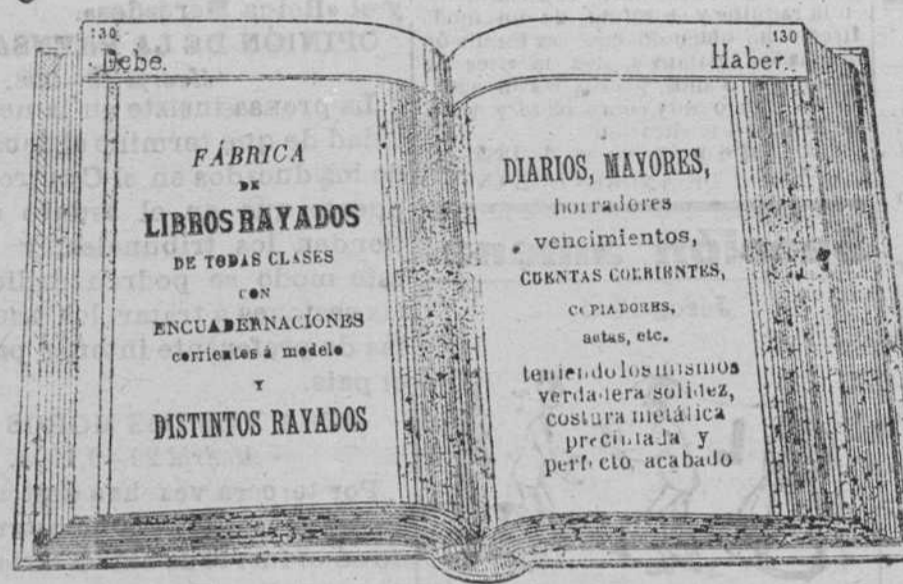 130
Debe.
FÁBRICA
DE
LIBROS RAYADOS
DE TODAS CLASES
CON
ENCUADERNACIONES
corrientes á modelo
Y
DISTINTOS RAYADOS
130
Haber.
DIARIOS, MAYORES,
borradores
vencimientos,
CUENTAS CORRIENTES,
COPIADORES,
actas, etc.
teniendo los mismos
verdadera solidez,
costura metálica
precintada y
perfecto acabado